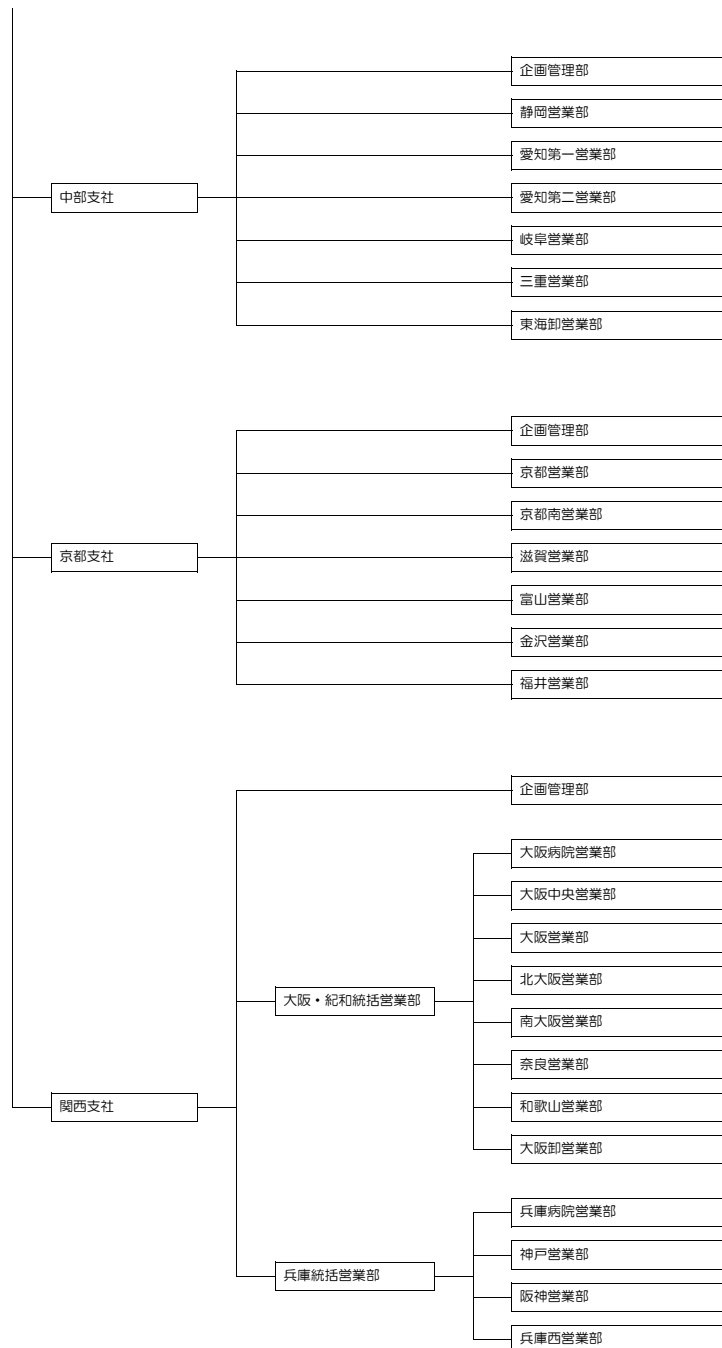 企画管理部
静岡営業部
愛知第一営業部
中部支社
愛知第二営業部
岐阜営業部
三重営業部
東海卸営業部
企画管理部
京都営業部
京都南営業部
京都支社
滋賀営業部
富山営業部
金沢営業部
福井営業部
企画管理部
大阪病院営業部
大阪中央営業部
大阪営業部
北大阪営業部
大阪・紀和統括営業部
南大阪営業部
奈良営業部
関西支社
和歌山営業部
大阪卸営業部
兵庫病院営業部
神戸営業部
兵庫統括営業部
阪神営業部
兵庫西営業部